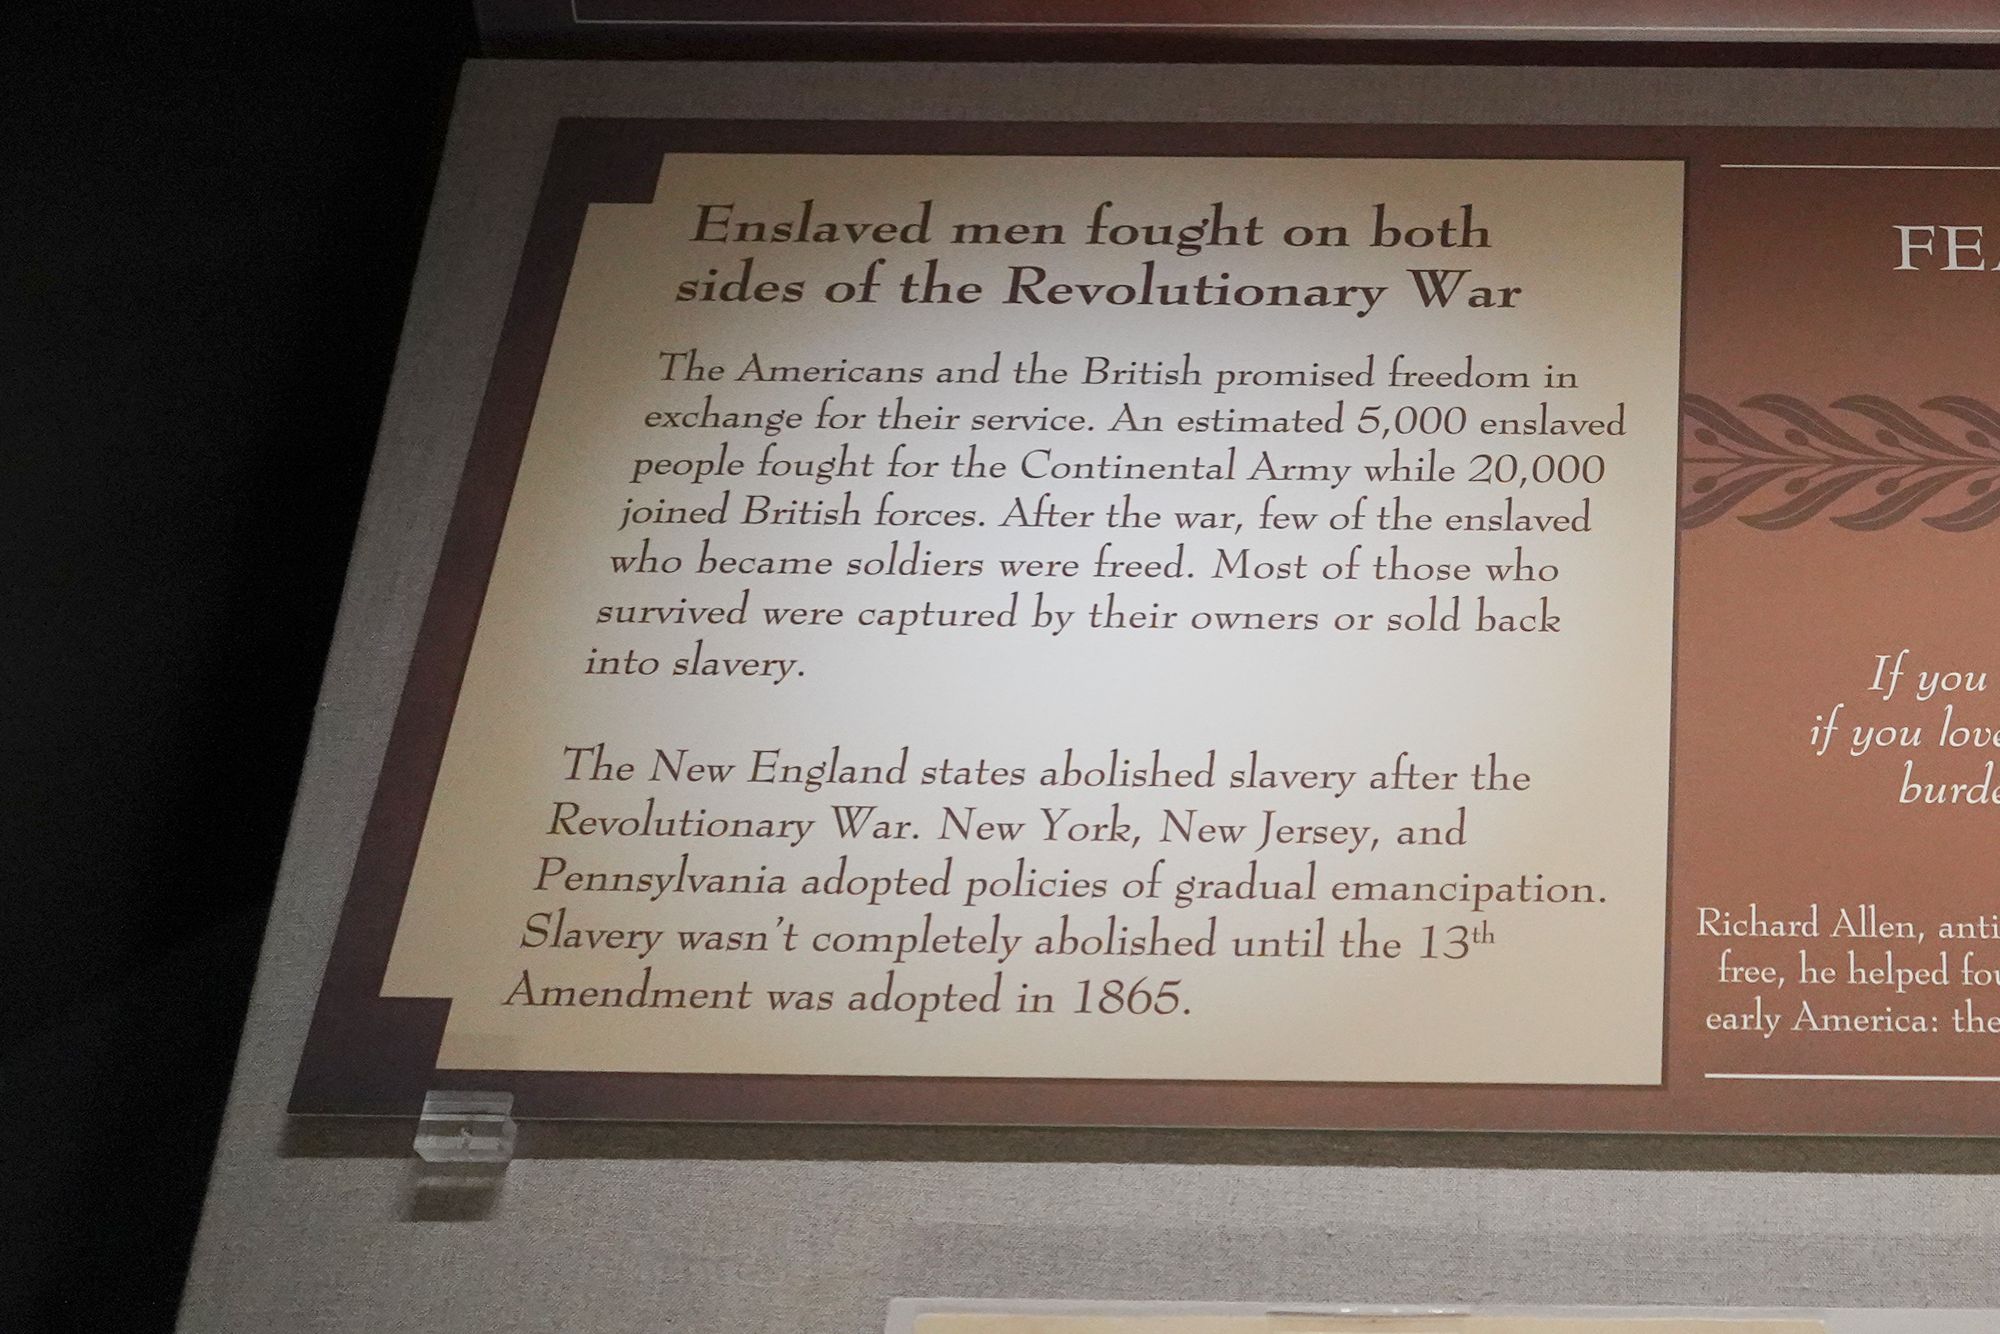 Enslaved men fought on both
sides of the Revolutionary War
The Americans and the British promised freedom in
exchange for their service. An estimated 5,000 enslaved
people fought for the Continental Army while 20,000
joined British forces. After the war, few of the enslaved
who became soldiers were freed. Most of those who
survived were captured by their owners or sold back
into slavery.
The New England states abolished slavery after the
Revolutionary War. New York, New Jersey, and
Pennsylvania adopted policies of gradual emancipation.
Slavery wasn't completely abolished until the 13th
Amendment was adopted in 1865.
If you
if you
Richard Allen,
free, he helped
early America: the